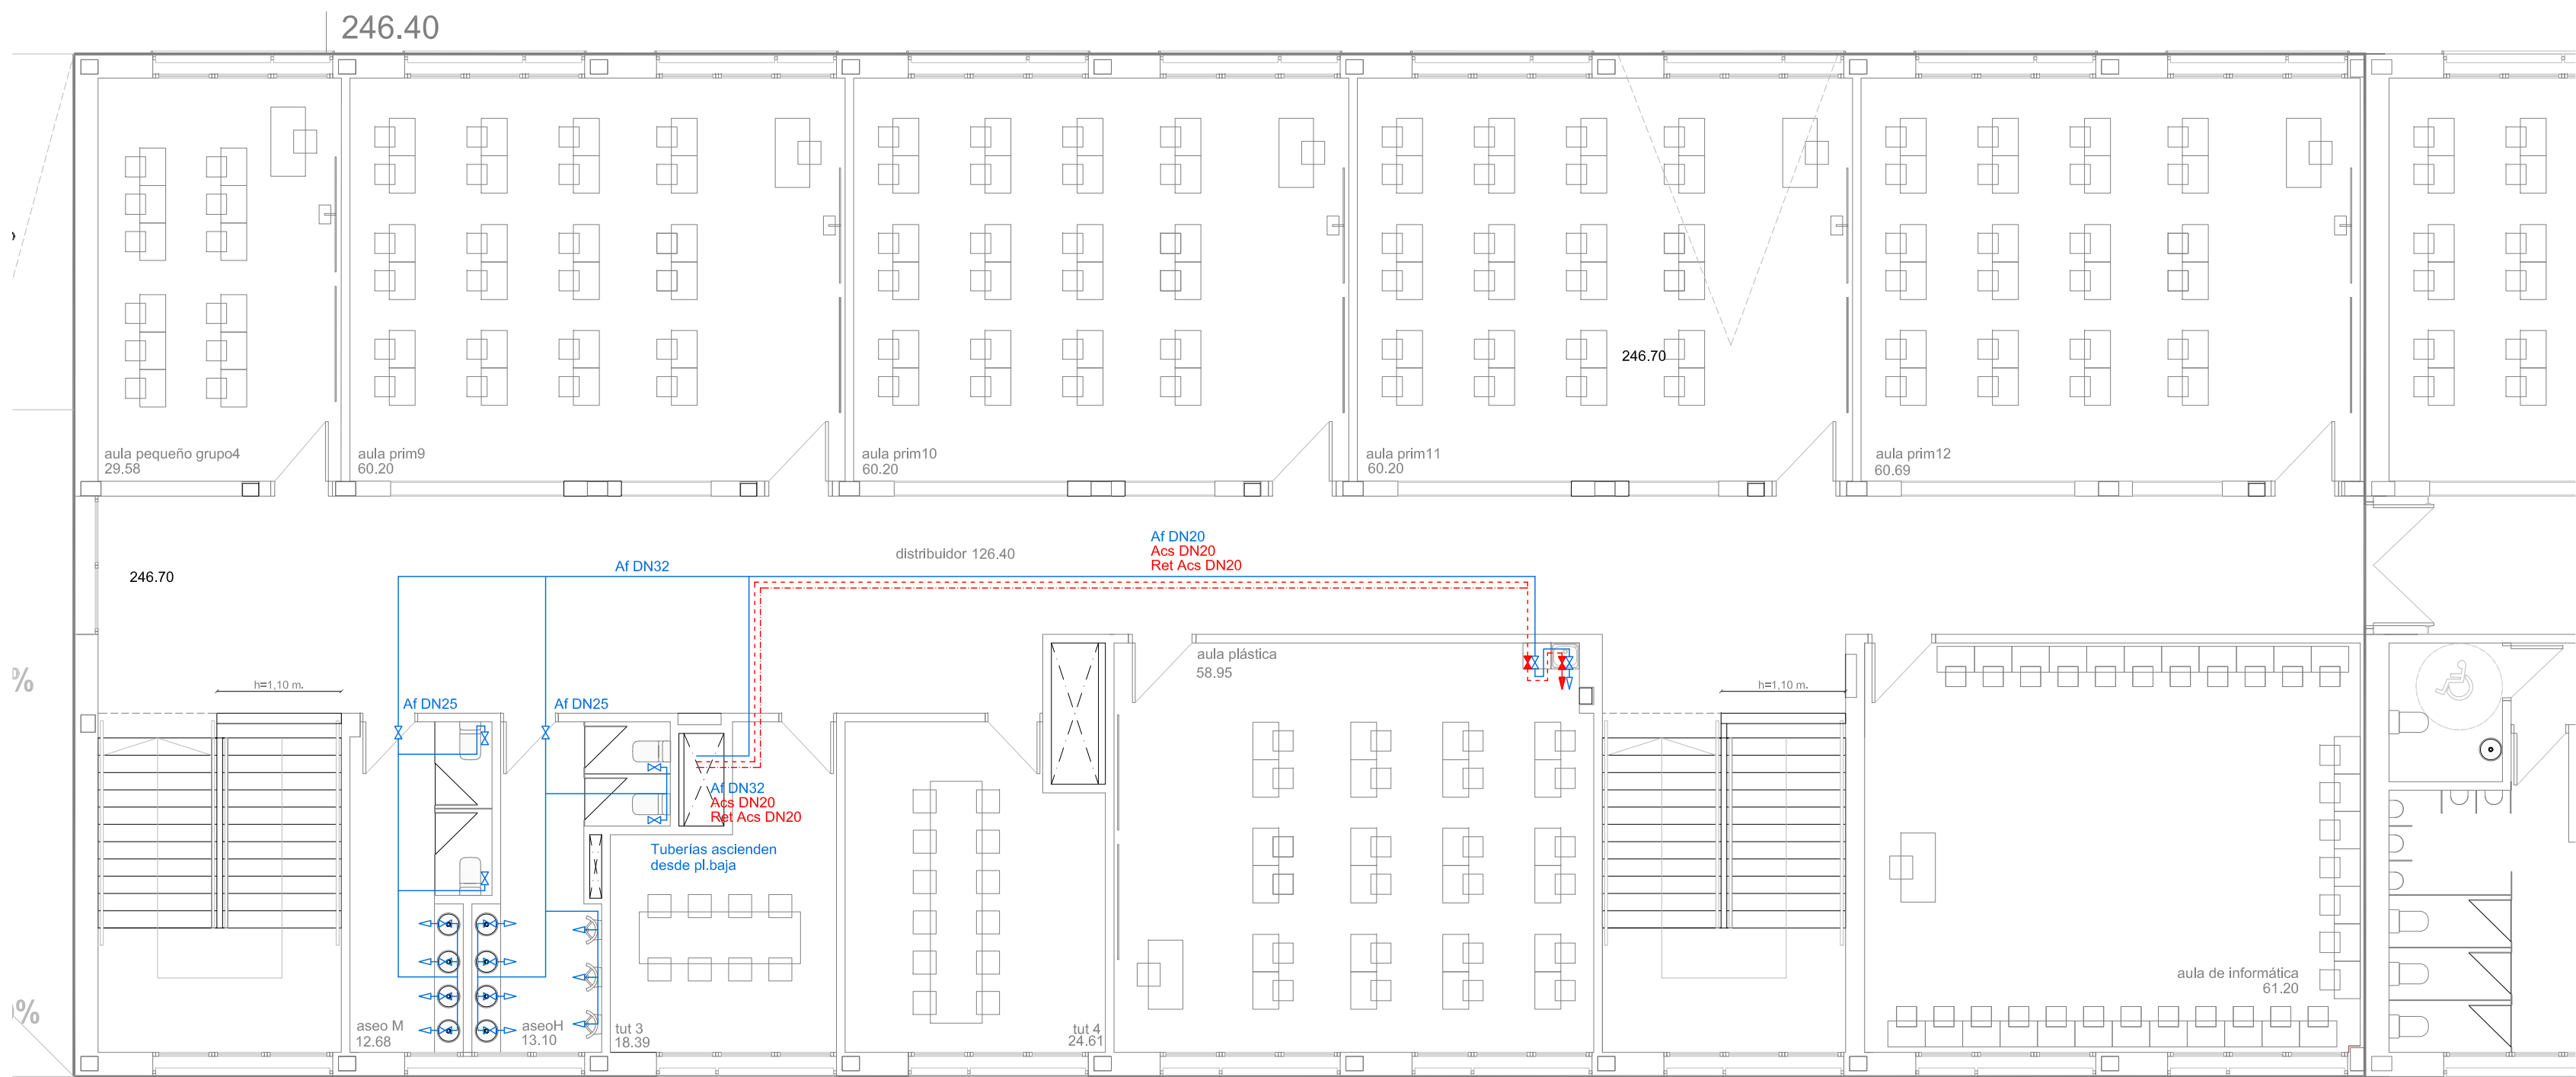 246.40
246.70
aula pequeño grupo4
29.58
aula prim9
60.20
aula prim10
60.20
aula prim11
60.20
aula prim12
60.69
Af DN20
Acs DN20
Ret Acs DN20
distribuidor 126.40
Af DN32
246.70
aula plástica
58.95
%
h=1,10 m.
h=1,10 m.
Af DN25
Af DN25
Af DN32
Acs DN20
Ret Acs DN20
Tuberías ascienden
desde pl.baja
aula de informática
61.20
%
aseo M
12.68
aseoH
13.10
tut 3
18.39
tut 4
24.61